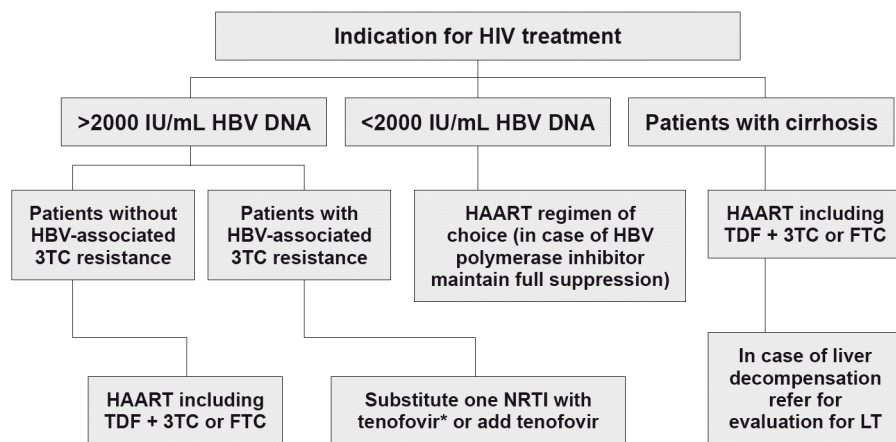 Indication for HIV treatment
>2000 IU/mL HBV DNA
<2000 IU/mL HBV DNA
Patients with cirrhosis
Patients without
HBV-associated
3TC resistance
Patients with
HBV-associated
3TC resistance
HAART regimen of
choice (in case of HBV
polymerase inhibitor
maintain full suppression)
HAART including
TDF + 3TC or FTC
HAART including
TDF + 3TC or FTC
Substitute one NRTI with
tenofovir* or add tenofovir
In case of liver
decompensation
refer for
evaluation for LT